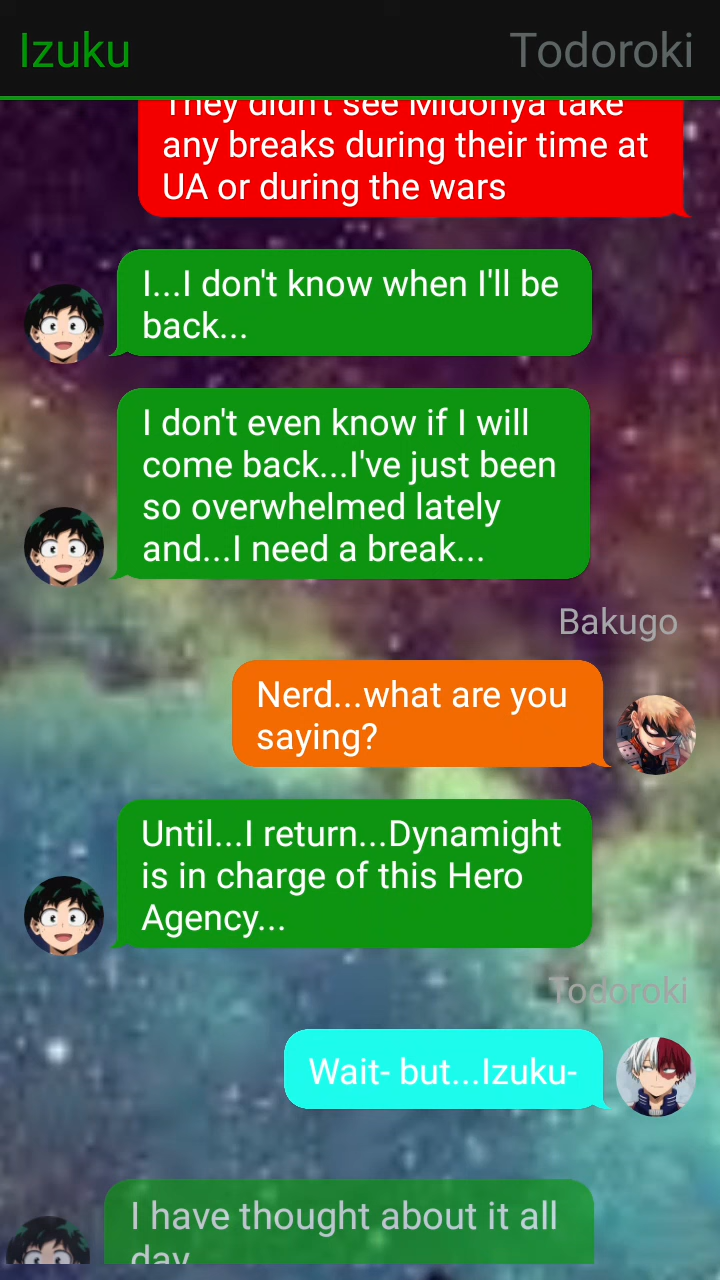 Izuku
Todoroki
They didn't see Midoriya take
any breaks during their time at
UA or during the wars
I...I don't know when I'll be
back...
I don't even know if I will
come back...I've just been
so overwhelmed lately
and...I need a break...
Bakugo
Nerd...what are you
saying?
Until...I return...Dynamight
is in charge of this Hero
Agency...
Todoroki
Wait- but...Izuku-
I have thought about it all
day